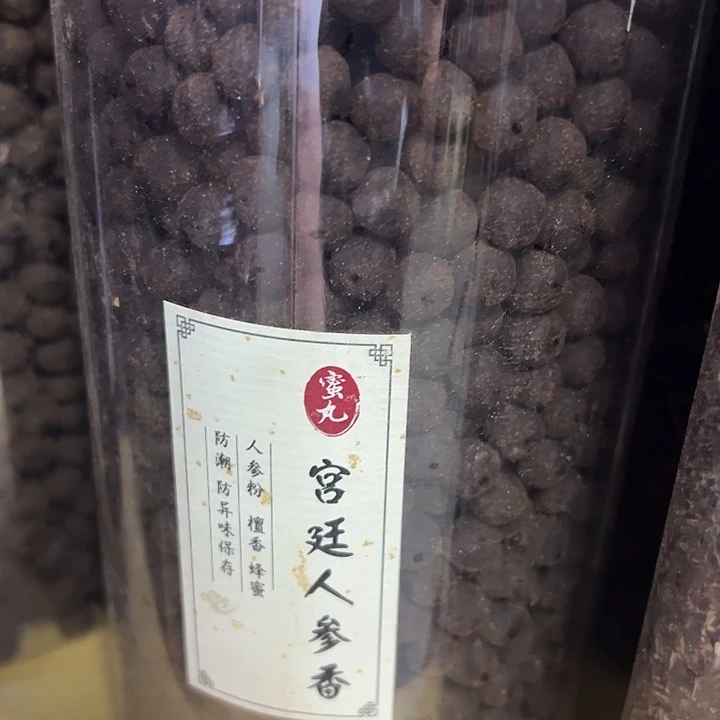 蜜丸
宫廷人参香
人参粉 檀香 蜂蜜
防潮 防异味保存